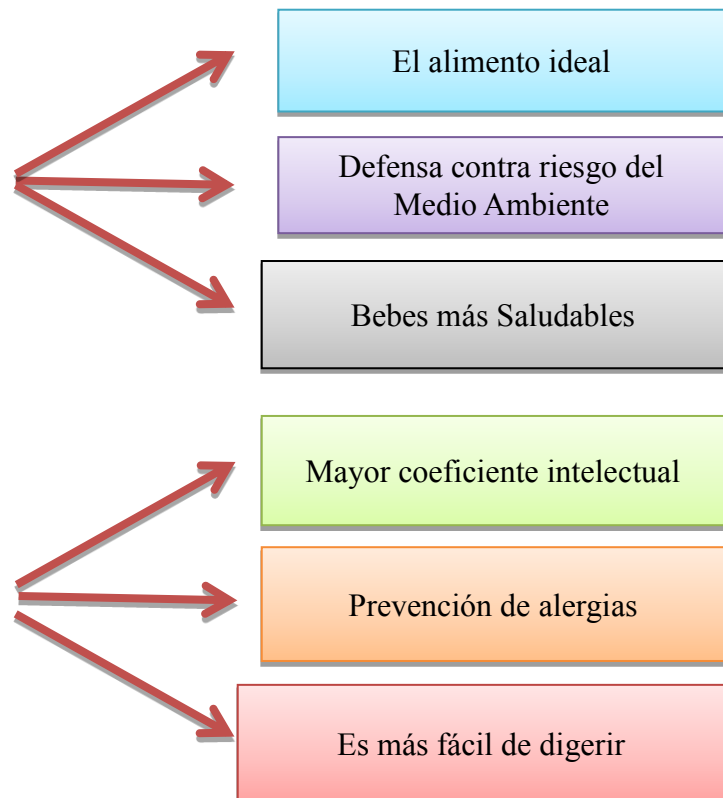 El alimento ideal
Defensa contra riesgo del
Medio Ambiente
Bebes más Saludables
Mayor coeficiente intelectual
Prevención de alergias
Es más fácil de digerir